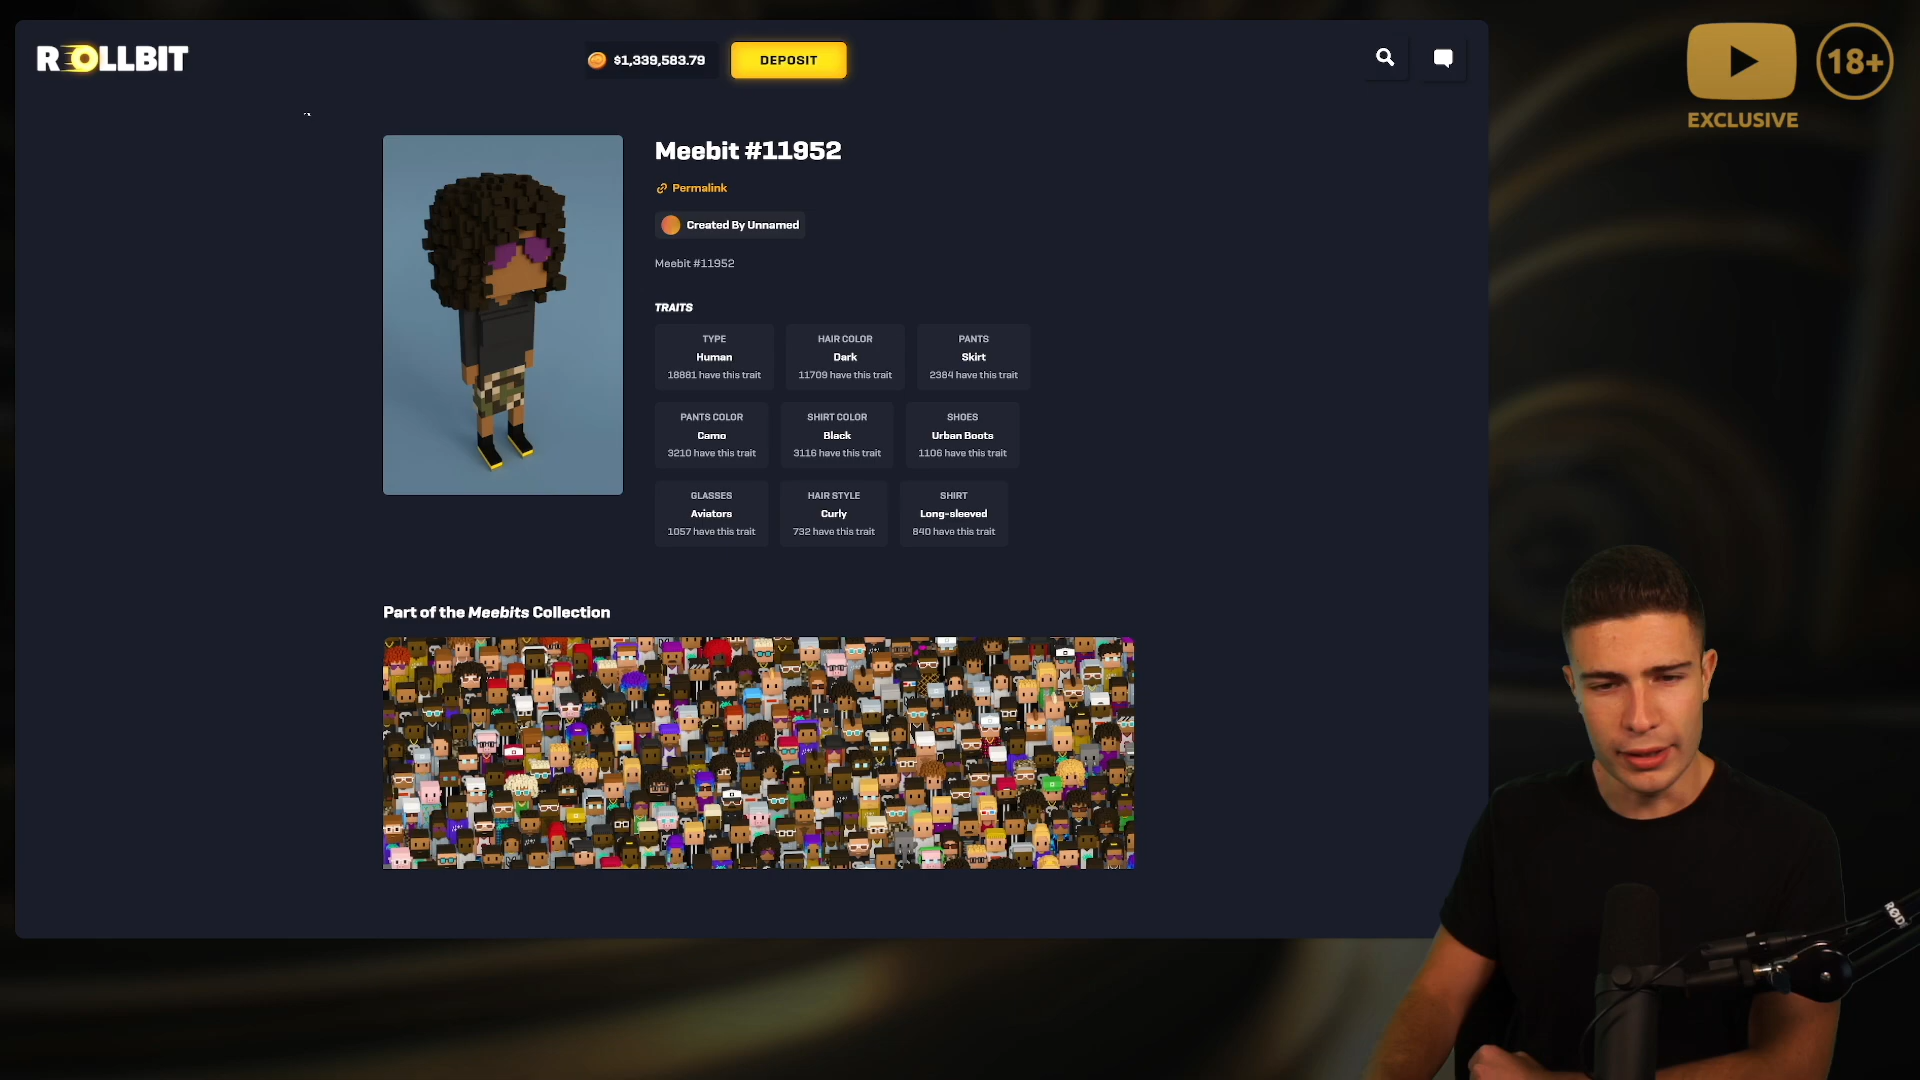 ROLLBIT
$1,339,583.79
DEPOSIT
18+
EXCLUSIVE
Meebit #11952
Permalink
Created By Unnamed
Meebit #11952
TRAITS
TYPE
Human
18881 have this trait
HAIR COLOR
Dark
11709 have this trait
PANTS
Skirt
2384 have this trait
PANTS COLOR
Camo
3210 have this trait
SHIRT COLOR
Black
3116 have this trait
SHOES
Urban Boots
1106 have this trait
GLASSES
Aviators
1057 have this trait
HAIR STYLE
Curly
732 have this trait
SHIRT
Long-sleeved
840 have this trait
Part of the Meebits Collection
RØDE